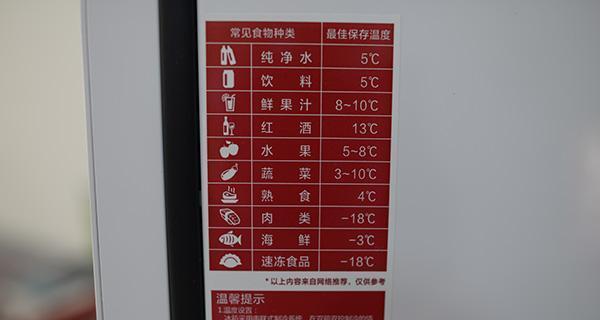 常见食物种类 最佳保存温度
纯净水 5℃
饮料 5℃
鲜果汁 8~10℃
红酒 13℃
水果 5~8℃
蔬菜 3~10℃
熟食 4℃
肉类 -18℃
海鲜 -3℃
速冻食品 -18℃
*以上内容来自网络推荐，仅供参考
温馨提示
1.温度设置：